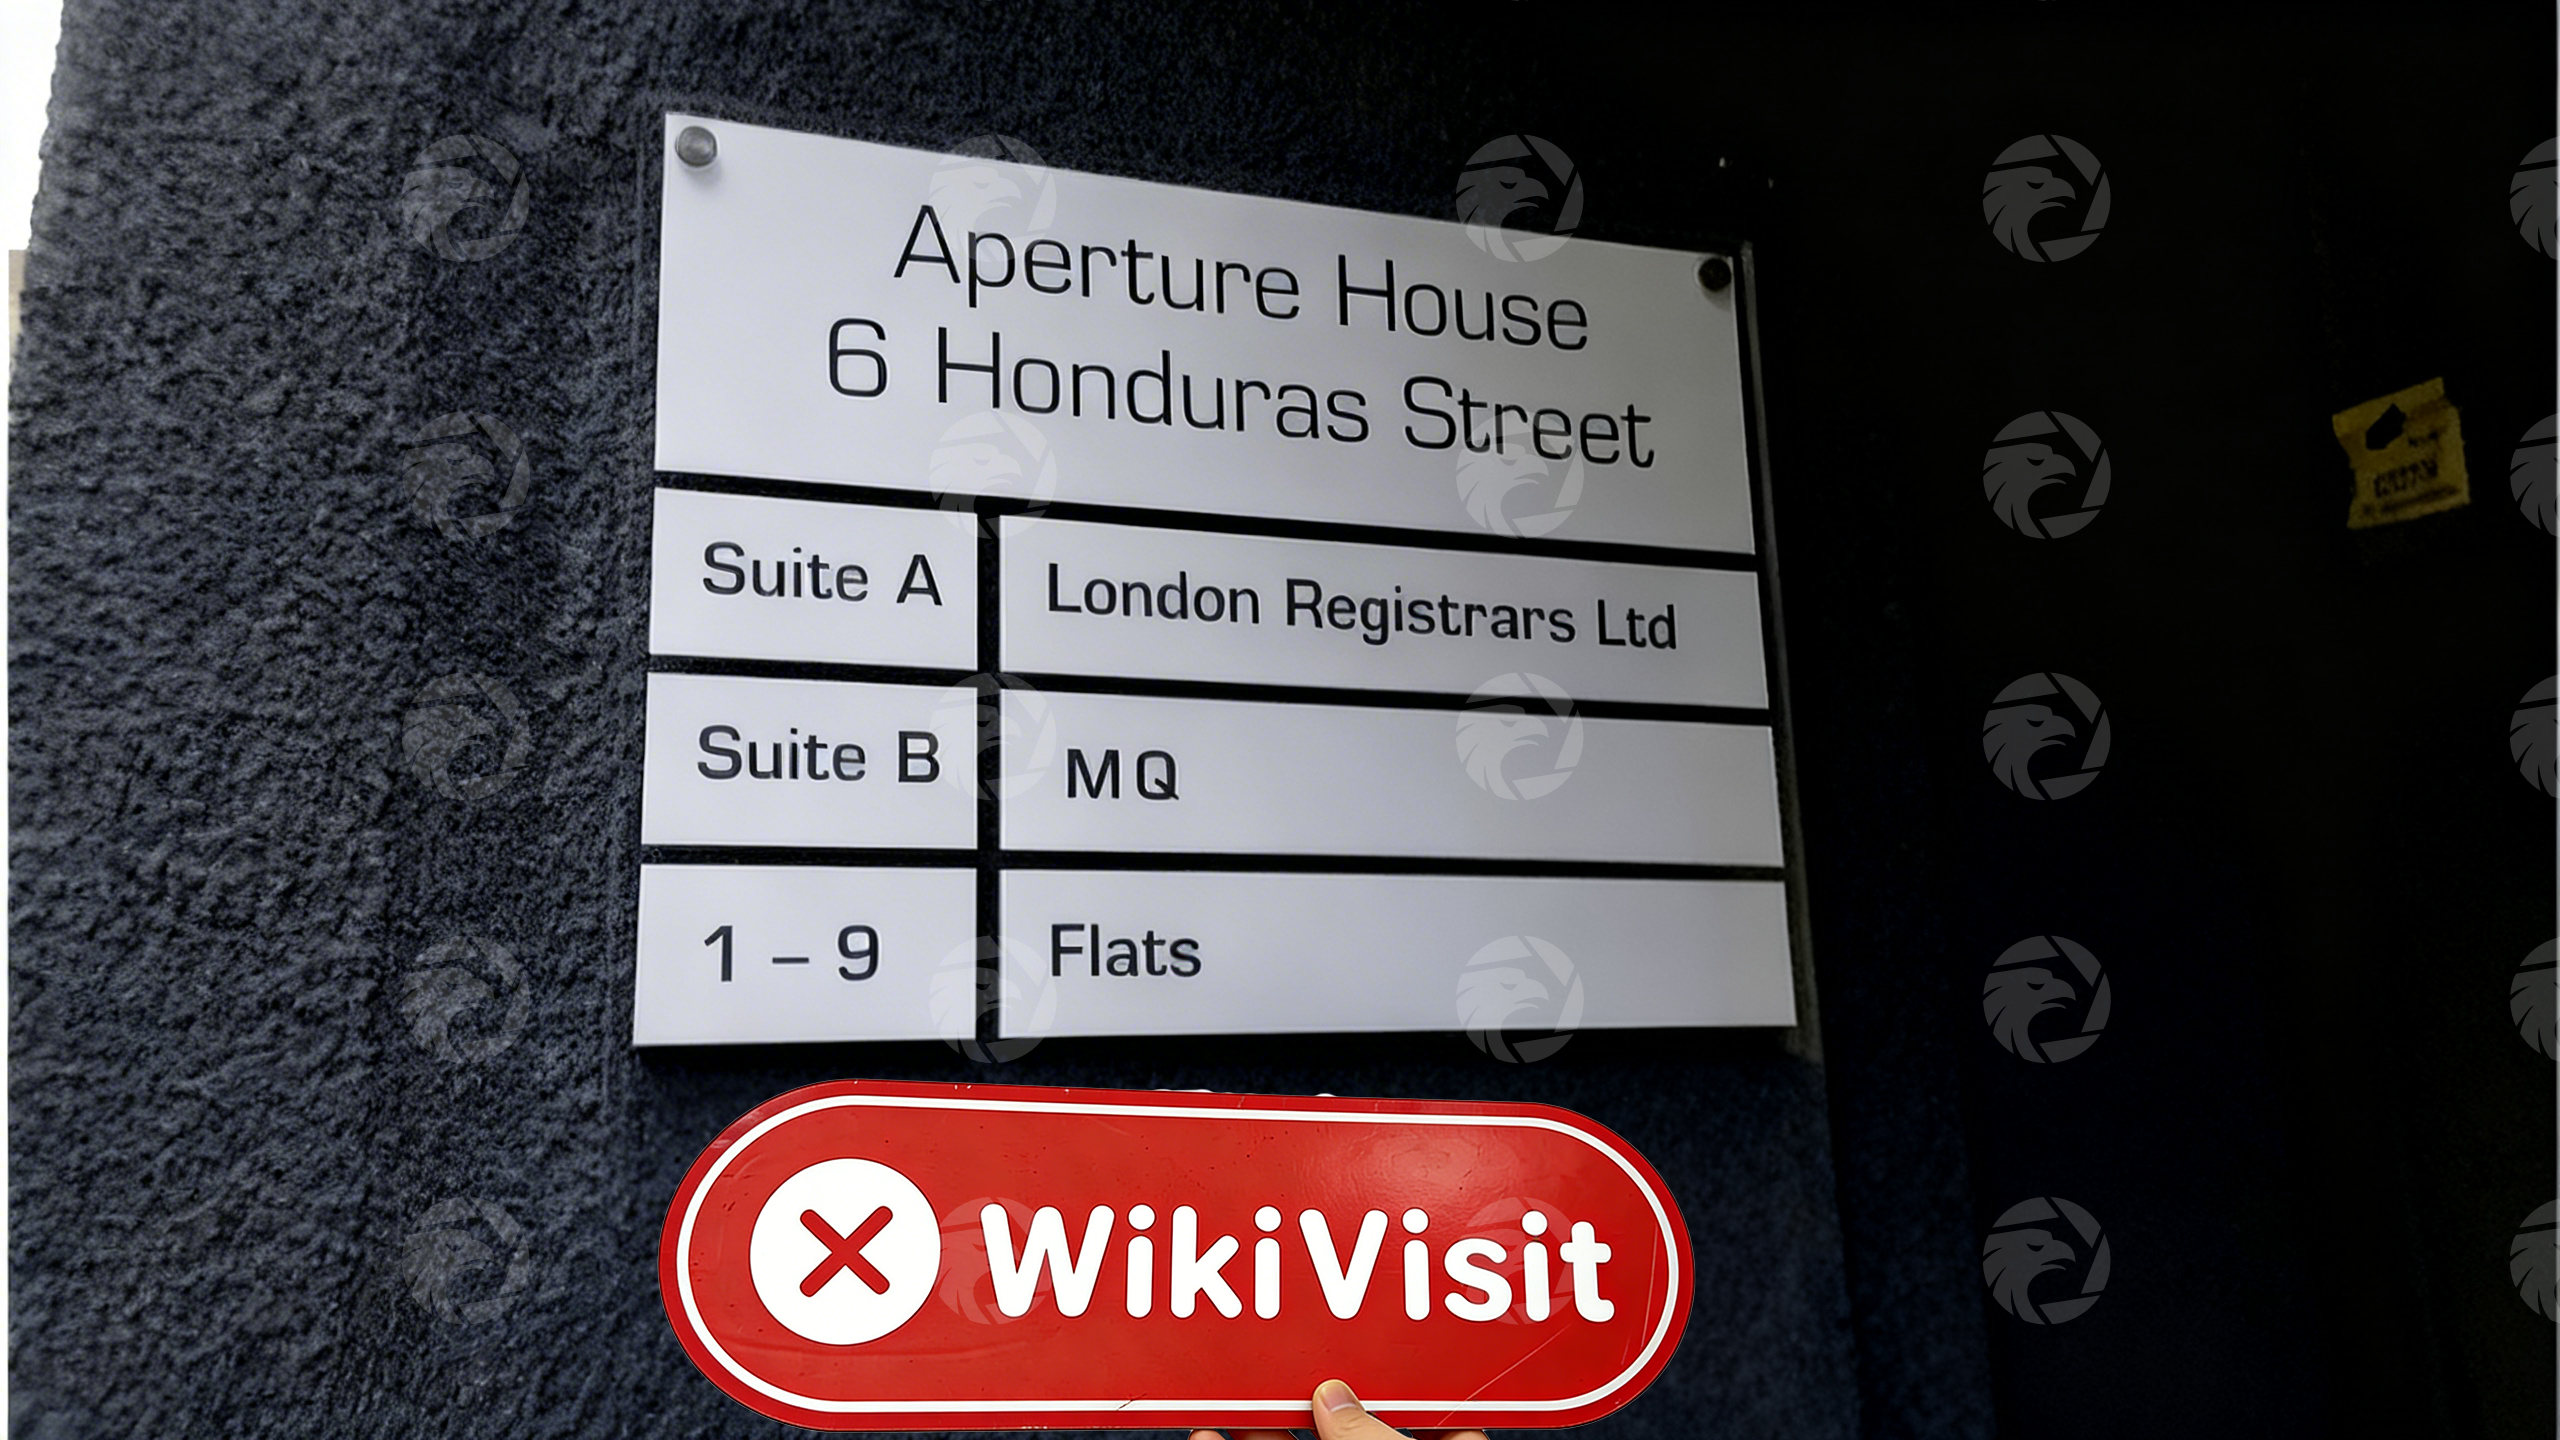 Aperture House
6 Honduras Street
Suite A London Registrars Ltd
Suite B MQ
1 – 9 Flats
WikiVisit